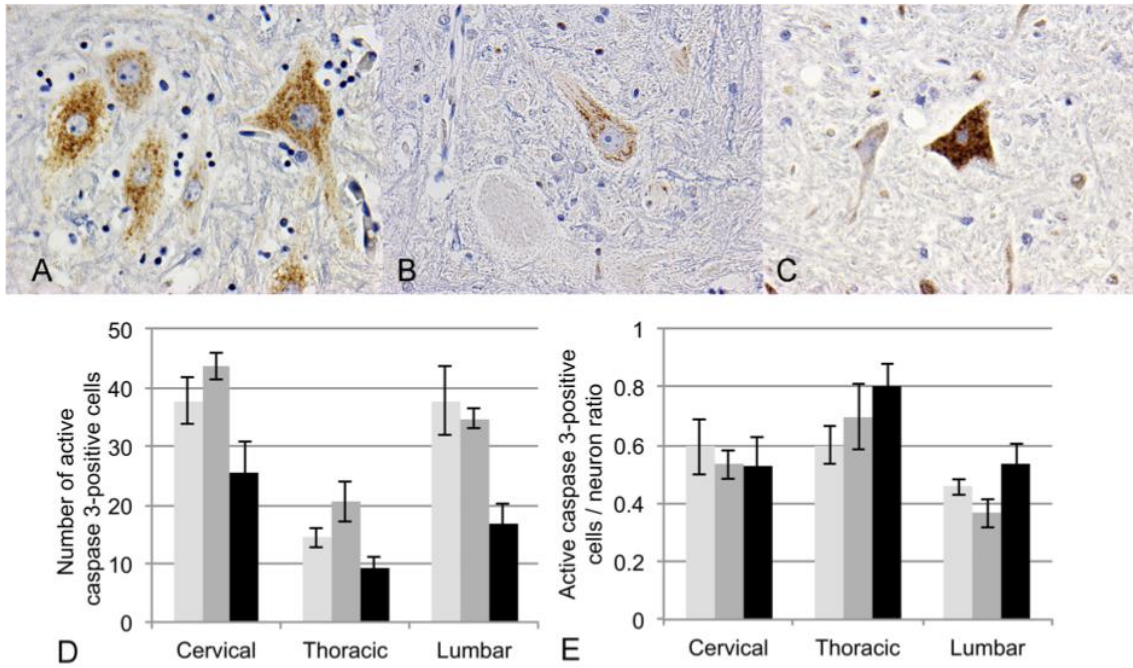 A
B
C
Number of active
caspase 3-positive cells
50
40
30
20
10
0
Cervical
Thoracic
Lumbar
D
Active caspase 3-positive
cells / neuron ratio
1
0.8
0.6
0.4
0.2
0
Cervical
Thoracic
Lumbar
E